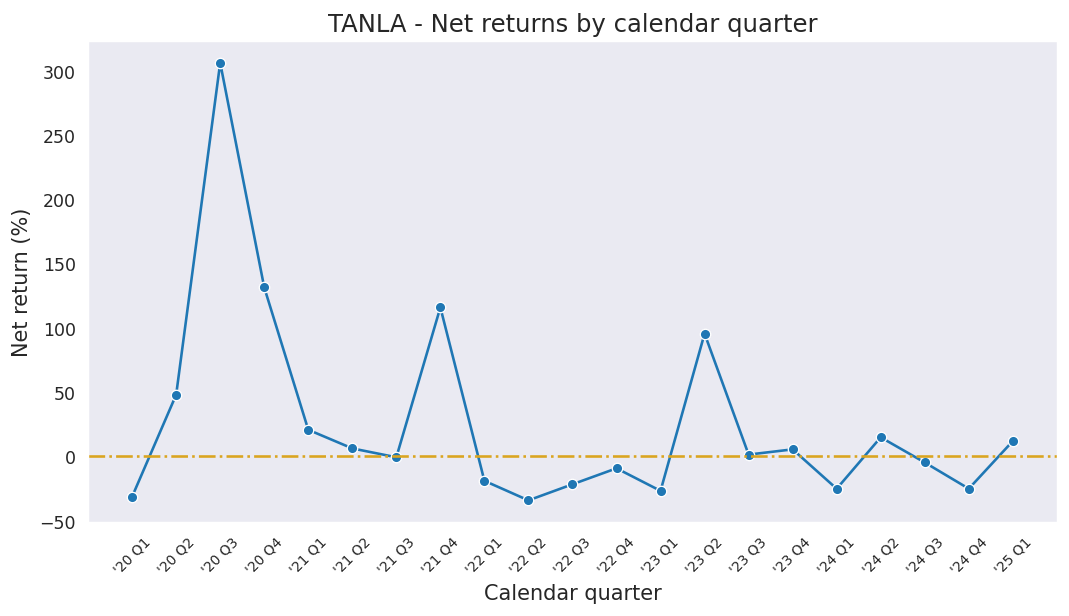 TANLA - Net returns by calendar quarter
Net return (%)
300
250
200
150
100
50
0
−50
'20 Q1
'20 Q2
'20 Q3
'20 Q4
'21 Q1
'21 Q2
'21 Q3
'21 Q4
'22 Q1
'22 Q2
'22 Q3
'22 Q4
'23 Q1
'23 Q2
'23 Q3
'23 Q4
'24 Q1
'24 Q2
'24 Q3
'24 Q4
'25 Q1
Calendar quarter